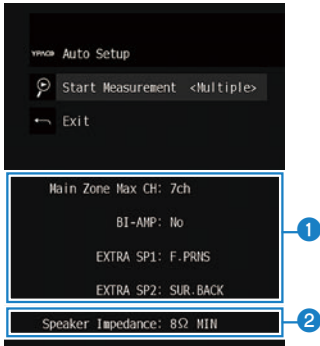 YPAO Auto Setup
Start Measurement <Multiple>
Exit
Main Zone Max CH: 7ch
BI-AMP: No
1
EXTRA SP1: F.PRNS
EXTRA SP2: SUR.BACK
Speaker Impedance: 8Ω MIN
2